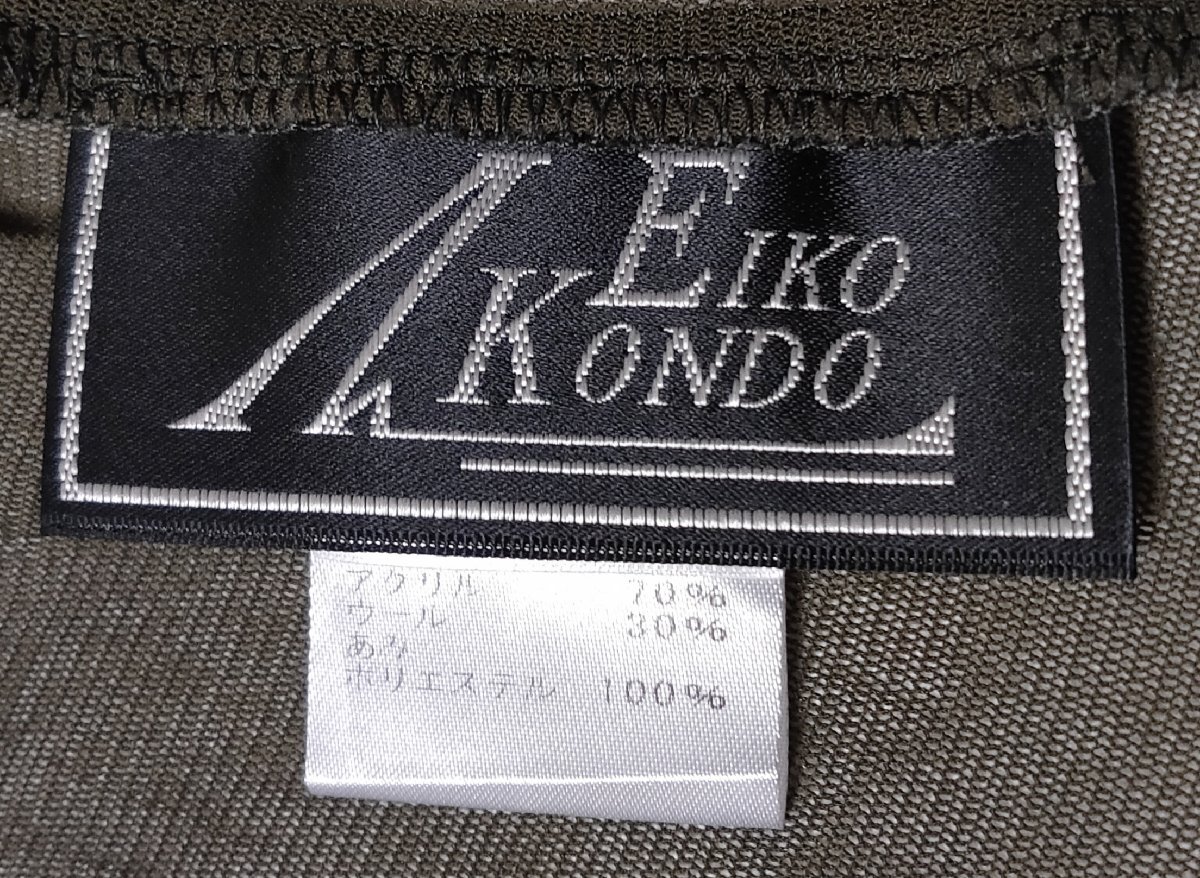 EIKO
KONDO
アクリル 70%
ウール 30%
あみ
ポリエステル 100%